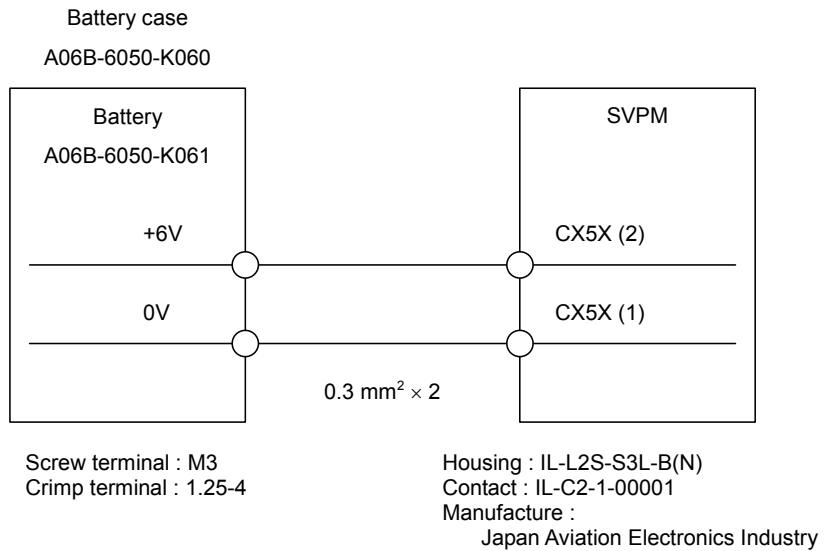 Battery case
A06B-6050-K060
Battery
A06B-6050-K061
+6V
0V
SVPM
CX5X (2)
CX5X (1)
0.3 mm² × 2
Screw terminal : M3
Crimp terminal : 1.25-4
Housing : IL-L2S-S3L-B(N)
Contact : IL-C2-1-00001
Manufacture :
Japan Aviation Electronics Industry